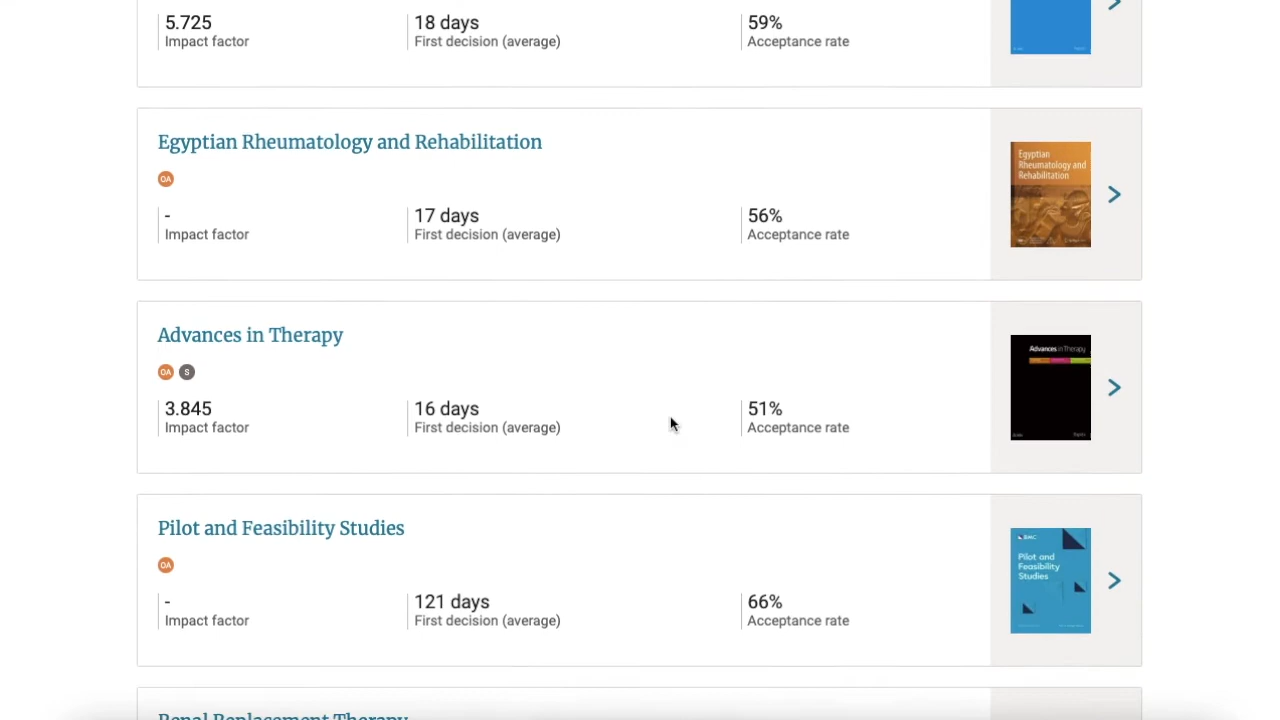 5.725
Impact factor
18 days
First decision (average)
59%
Acceptance rate
Egyptian Rheumatology and Rehabilitation
OA
-
Impact factor
17 days
First decision (average)
56%
Acceptance rate
Egyptian
Rheumatology and
Rehabilitation
Advances in Therapy
OA S
3.845
Impact factor
16 days
First decision (average)
51%
Acceptance rate
Advances in Therapy
Pilot and Feasibility Studies
OA
-
Impact factor
121 days
First decision (average)
66%
Acceptance rate
BMC
Pilot and
Feasibility
Studies
Renal Replacement Therapy